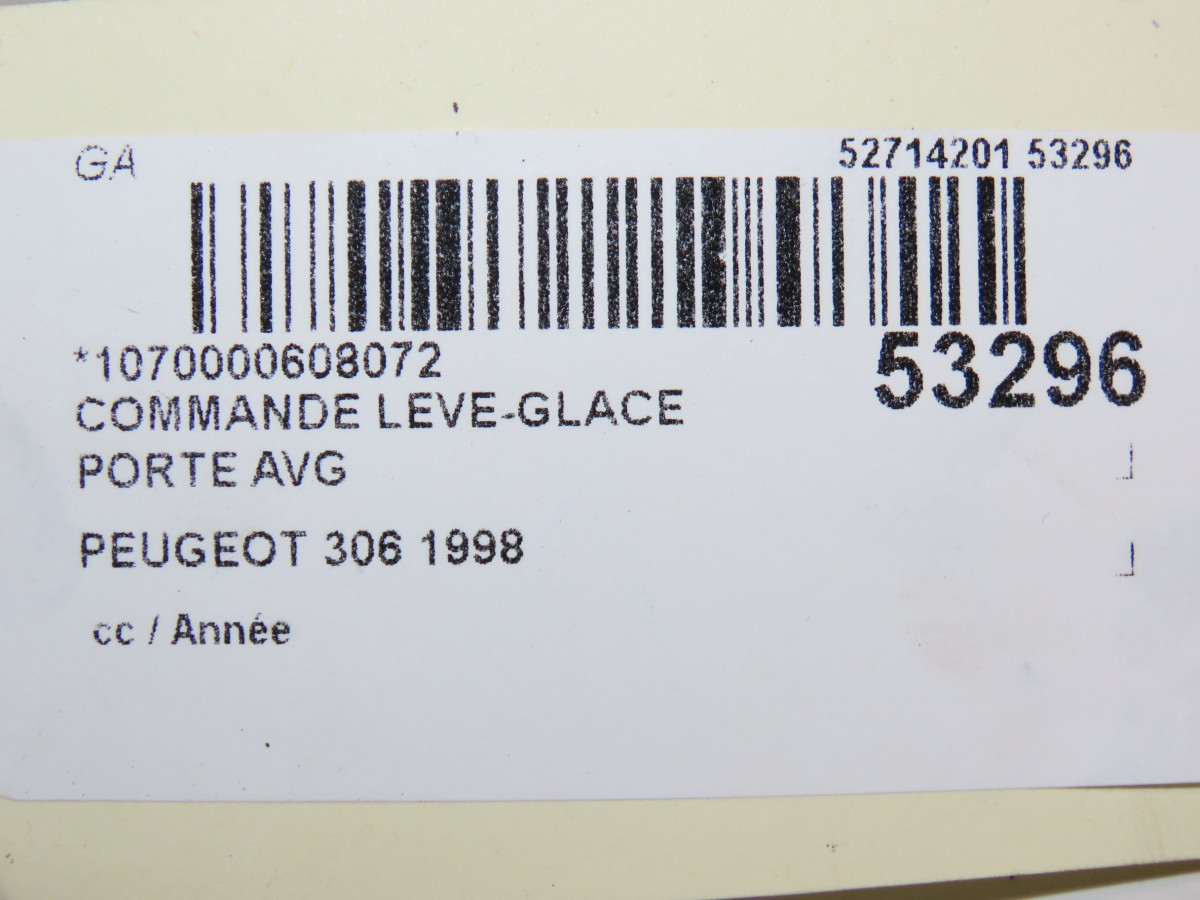 GA
52714201 53296
*1070000608072
53296
COMMANDE LEVE-GLACE
PORTE AVG
PEUGEOT 306 1998
cc / Année